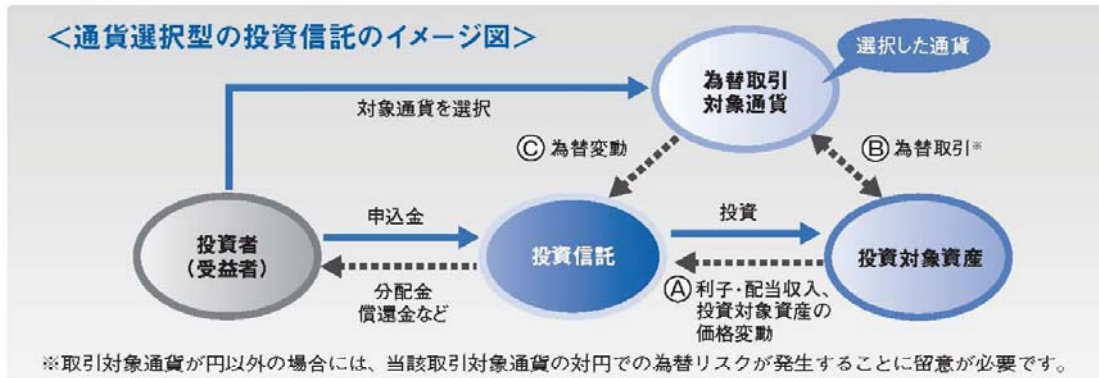 ＜通貨選択型の投資信託のイメージ図＞
選択した通貨
為替取引
対象通貨
対象通貨を選択
Ⓒ 為替変動
Ⓑ 為替取引※
申込金
投資
投資者
（受益者）
投資信託
投資対象資産
分配金
償還金など
Ⓐ 利子・配当収入、
投資対象資産の
価格変動
※取引対象通貨が円以外の場合には、当該取引対象通貨の対円での為替リスクが発生することに留意が必要です。